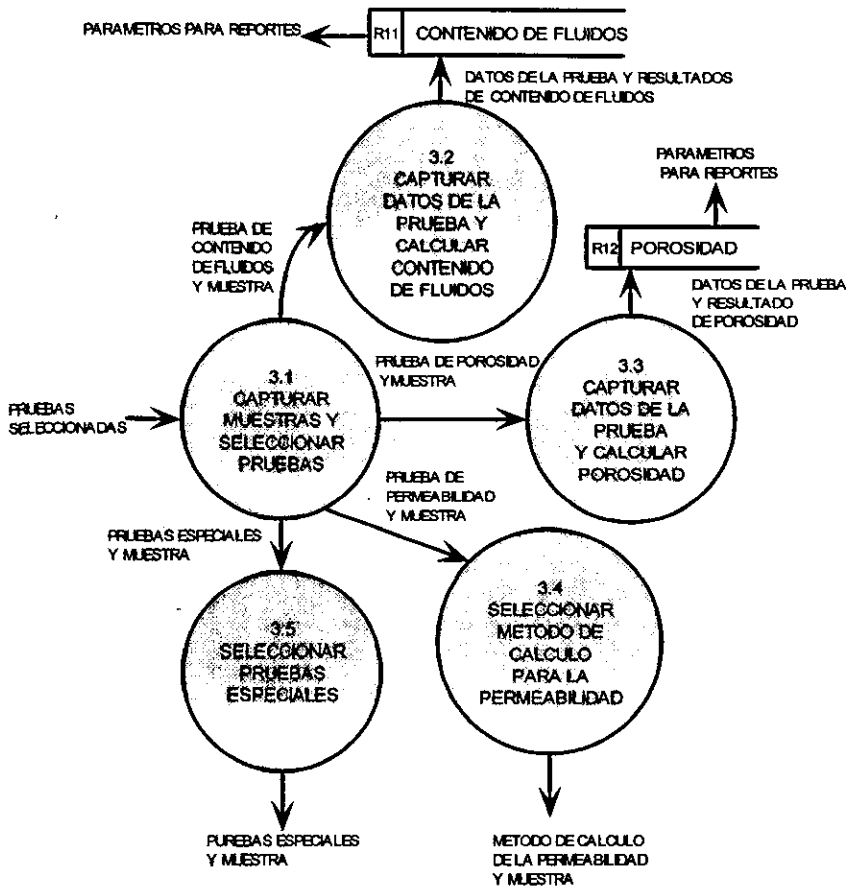 PARAMETROS PARA REPORTES
R11 CONTENIDO DE FLUIDOS
DATOS DE LA PRUEBA Y RESULTADOS
DE CONTENIDO DE FLUIDOS
3.2
CAPTURAR
DATOS DE LA
PRUEBA Y
CALCULAR
CONTENIDO
DE FLUIDOS
PARAMETROS
PARA REPORTES
PRUEBA DE
CONTENIDO
DE FLUIDOS
Y MUESTRA
R12 POROSIDAD
DATOS DE LA PRUEBA
Y RESULTADO
DE POROSIDAD
3.1
CAPTURAR
MUESTRAS Y
SELECCIONAR
PRUEBAS
PRUEBA DE POROSIDAD
Y MUESTRA
3.3
CAPTURAR
DATOS DE LA
PRUEBA
Y CALCULAR
POROSIDAD
PRUEBAS
SELECCIONADAS
PRUEBA DE
PERMEABILIDAD
Y MUESTRA
PRUEBAS ESPECIALES
Y MUESTRA
3.5
SELECCIONAR
PRUEBAS
ESPECIALES
3.4
SELECCIONAR
METODO DE
CALCULO
PARA LA
PERMEABILIDAD
PUREBAS ESPECIALES
Y MUESTRA
METODO DE CALCULO
DE LA PERMEABILIDAD
Y MUESTRA